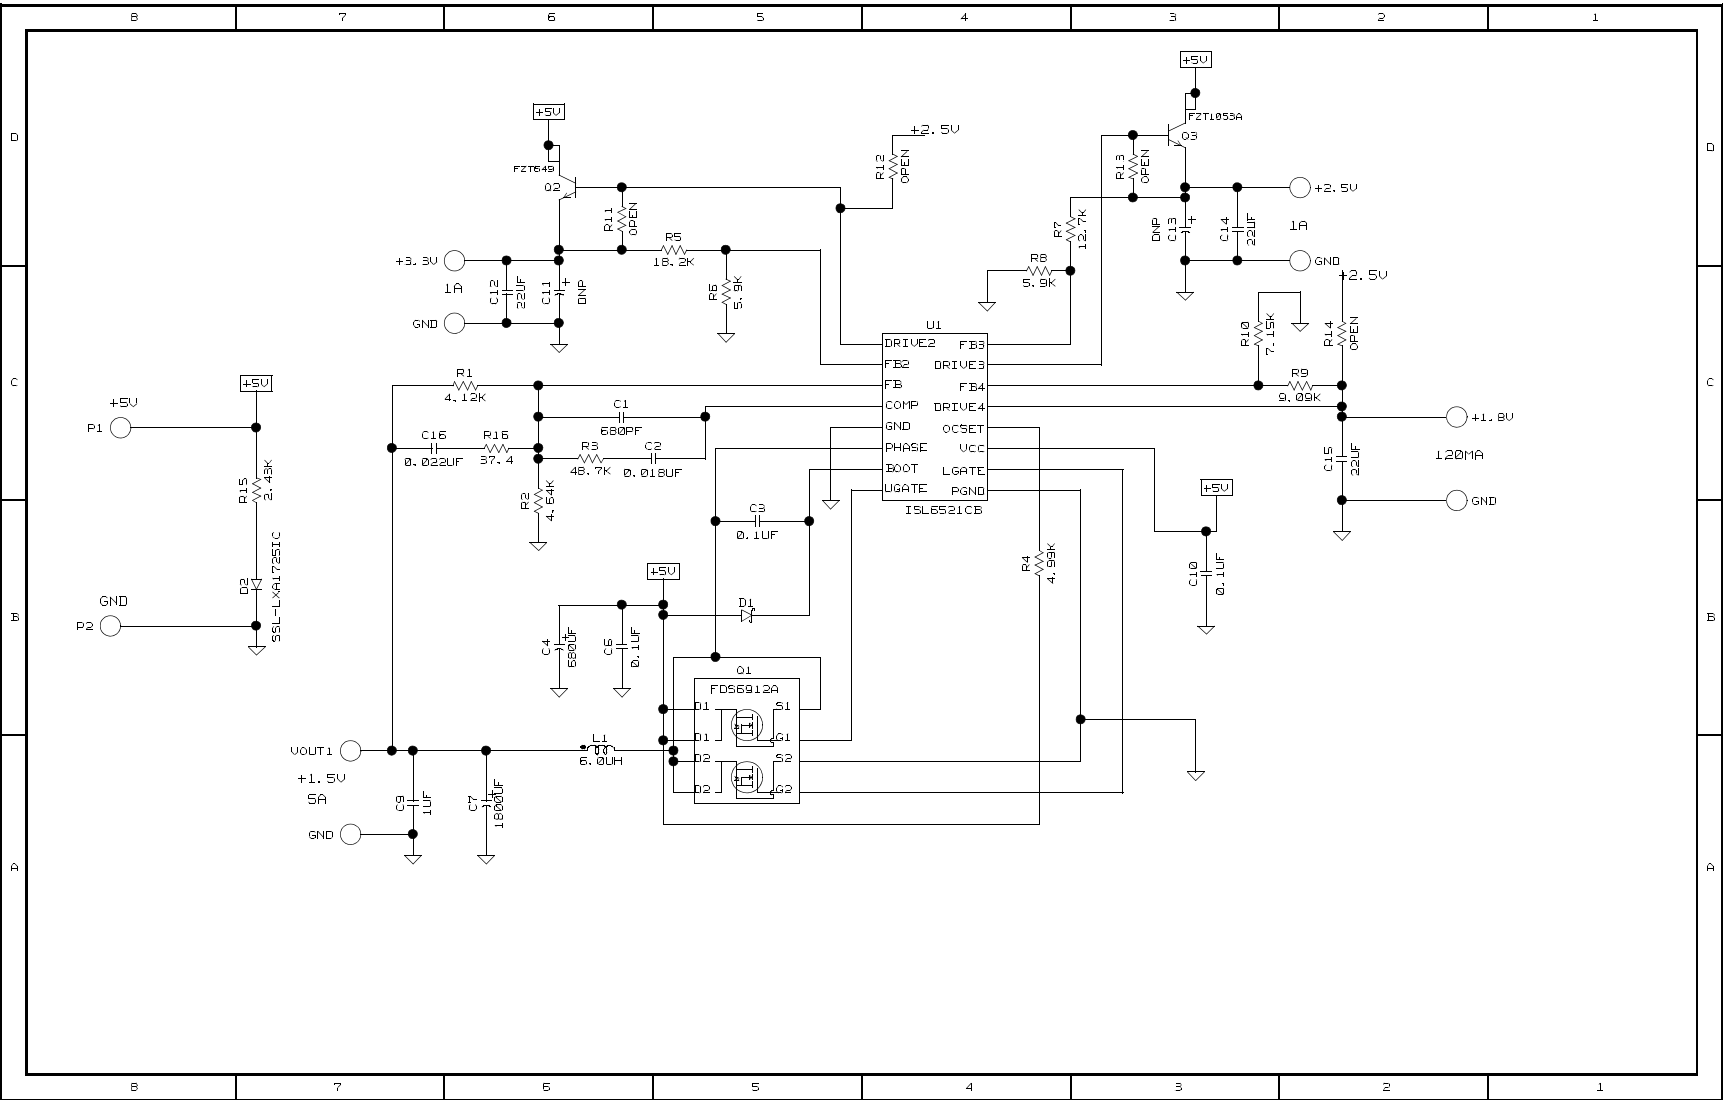 8 7 6 5 4 3 2 1
+5V
+5V
FZT1053A
D
+2.5V
Q3
D
FZT649
R12
OPEN
R13
OPEN
Q2
+2.5V
R11
OPEN
R7
12.7K
DNP
C13
+
C14
22UF
1A
R5
18.2K
+3.3V
GND
R8
5.9K
+2.5V
1A
C12
22UF
C11
+
DNP
R6
5.9K
GND
U1
R10
7.15K
R14
OPEN
DRIVE2 FB3
FB2 DRIVE3
FB FB4
COMP DRIVE4
GND OCSET
PHASE VCC
BOOT LGATE
UGATE PGND
ISL6521CB
C
C
+5V
R1
4.12K
R9
9.09K
+5V
P1
C1
680PF
+1.8V
C16
0.022UF
R16
37.4
R3
48.7K
C2
0.018UF
C15
22UF
120MA
R15
2.43K
R2
4.64K
+5V
GND
C3
0.1UF
R4
4.99K
C10
0.1UF
+5V
D2
SSL-LXA1725IC
GND
P2
D1
B
B
C4
+
680UF
C6
0.1UF
Q1
FDS6912A
D1 S1
D1 G1
D2 S2
D2 G2
L1
6.0UH
VOUT1
+1.5V
5A
C9
1UF
C7
+
1800UF
GND
A
A
8 7 6 5 4 3 2 1